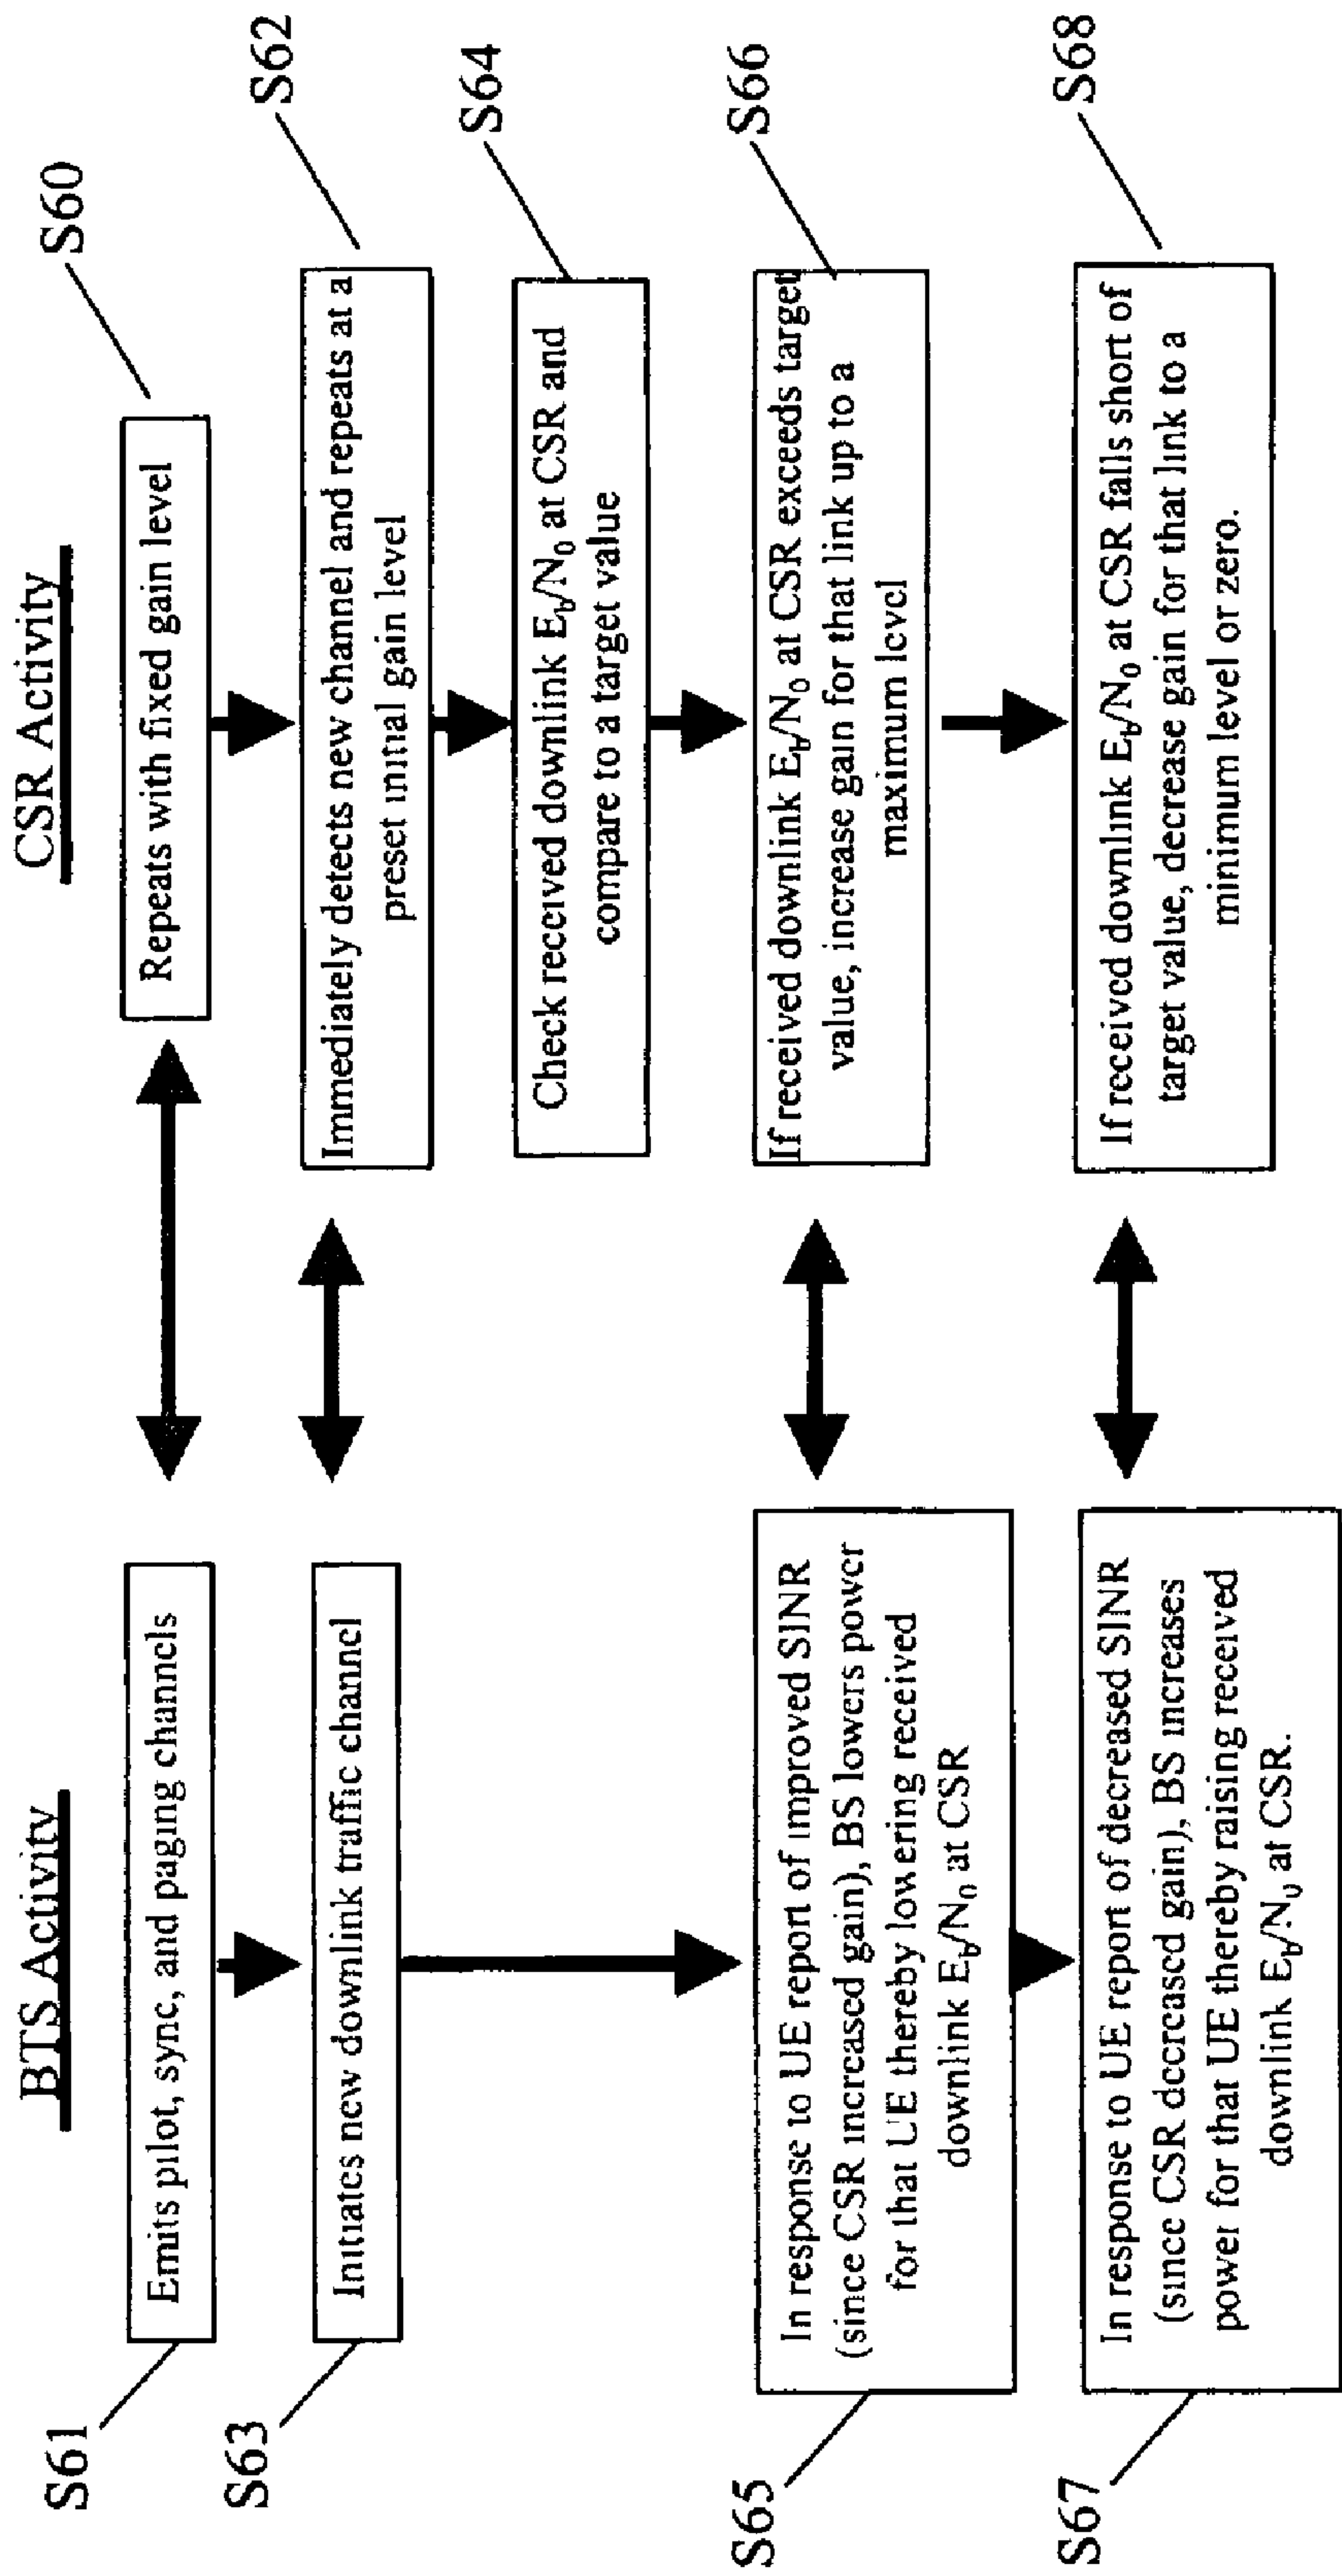 BTS Activity
S61
Emits pilot, sync, and paging channels
S63
Initiates new downlink traffic channel
S65
In response to UE report of improved SINR
(since CSR increased gain), BS lowers power
for that UE thereby lowering received
downlink E_b/N_0 at CSR
S67
In response to UE report of decreased SINR
(since CSR decreased gain), BS increases
power for that UE thereby raising received
downlink E_b/N_0 at CSR.
CSR Activity
S60
Repeats with fixed gain level
S62
Immediately detects new channel and repeats at a
preset initial gain level
S64
Check received downlink E_b/N_0 at CSR and
compare to a target value
S66
If received downlink E_b/N_0 at CSR exceeds target
value, increase gain for that link up to a
maximum level
S68
If received downlink E_b/N_0 at CSR falls short of
target value, decrease gain for that link to a
minimum level or zero.